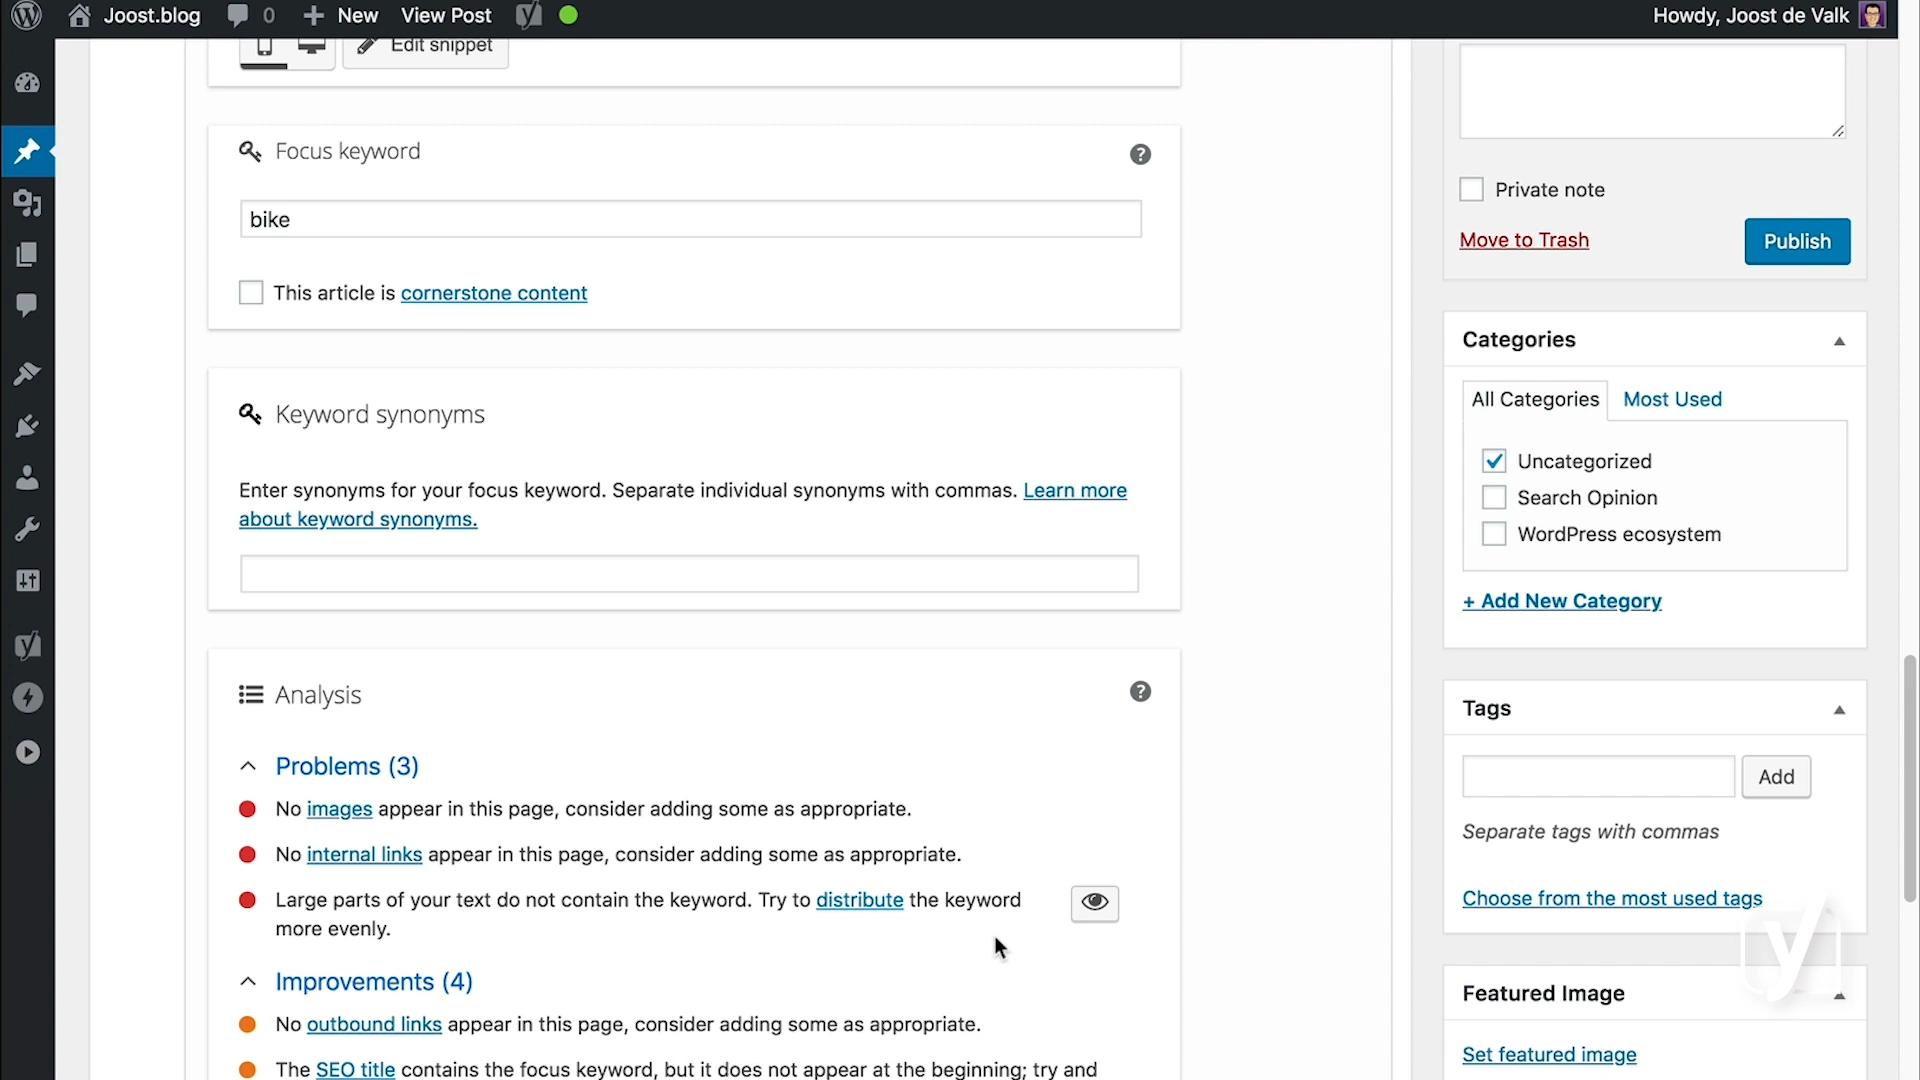 Joost.blog
0
New
View Post
Howdy, Joost de Valk
Edit snippet
Focus keyword
bike
This article is cornerstone content
Keyword synonyms
Enter synonyms for your focus keyword. Separate individual synonyms with commas. Learn more
about keyword synonyms.
Analysis
Problems (3)
No images appear in this page, consider adding some as appropriate.
No internal links appear in this page, consider adding some as appropriate.
Large parts of your text do not contain the keyword. Try to distribute the keyword
more evenly.
Improvements (4)
No outbound links appear in this page, consider adding some as appropriate.
The SEO title contains the focus keyword, but it does not appear at the beginning; try and
Private note
Move to Trash
Publish
Categories
All Categories
Most Used
Uncategorized
Search Opinion
WordPress ecosystem
+ Add New Category
Tags
Add
Separate tags with commas
Choose from the most used tags
Featured Image
Set featured image